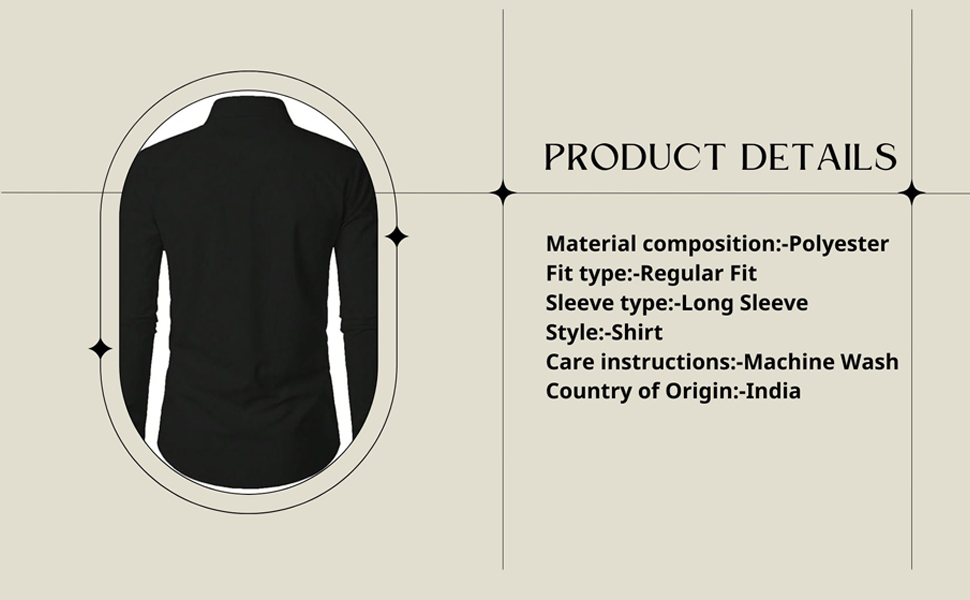 PRODUCT DETAILS
Material composition:-Polyester
Fit type:-Regular Fit
Sleeve type:-Long Sleeve
Style:-Shirt
Care instructions:-Machine Wash
Country of Origin:-India